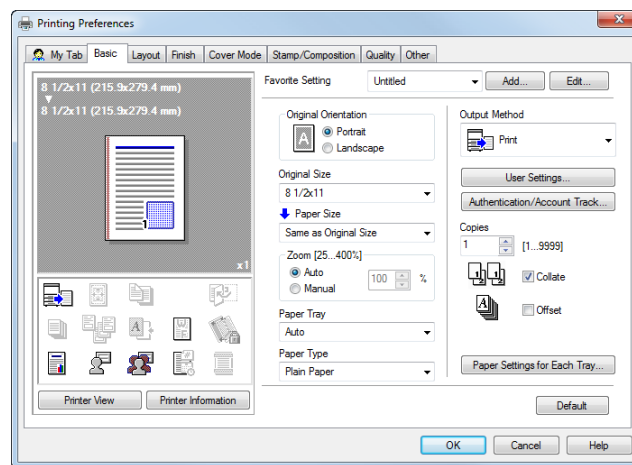 Printing Preferences
My Tab Basic Layout Finish Cover Mode Stamp/Composition Quality Other
8 1/2x11 (215.9x279.4 mm)
8 1/2x11 (215.9x279.4 mm)
1
x1
Printer View Printer Information
Favorite Setting Untitled Add... Edit...
Original Orientation
A
Portrait
Landscape
Original Size
8 1/2x11
Paper Size
Same as Original Size
Zoom [25...400%]
Auto
Manual
100 %
Paper Tray
Auto
Paper Type
Plain Paper
Output Method
Print
User Settings...
Authentication/Account Track...
Copies
1 [1...9999]
Collate
Offset
Paper Settings for Each Tray...
Default
OK Cancel Help